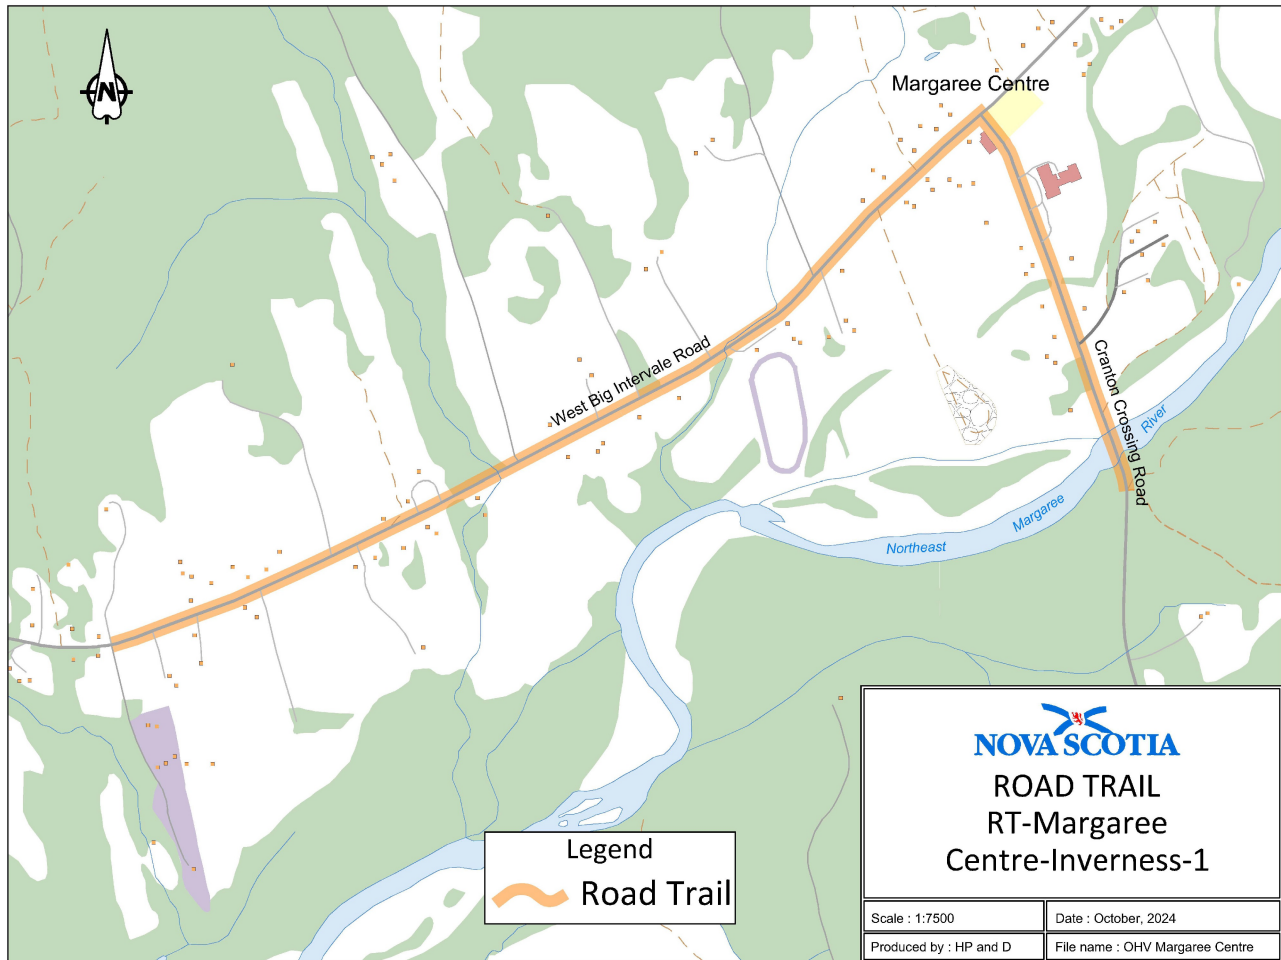 N
Margaree Centre
West Big Intervale Road
Cranton Crossing Road
River
Margaree
Northeast
NOVA SCOTIA
ROAD TRAIL
RT-Margaree
Centre-Inverness-1
Legend
Road Trail
Scale : 1:7500
Date : October, 2024
Produced by : HP and D
File name : OHV Margaree Centre